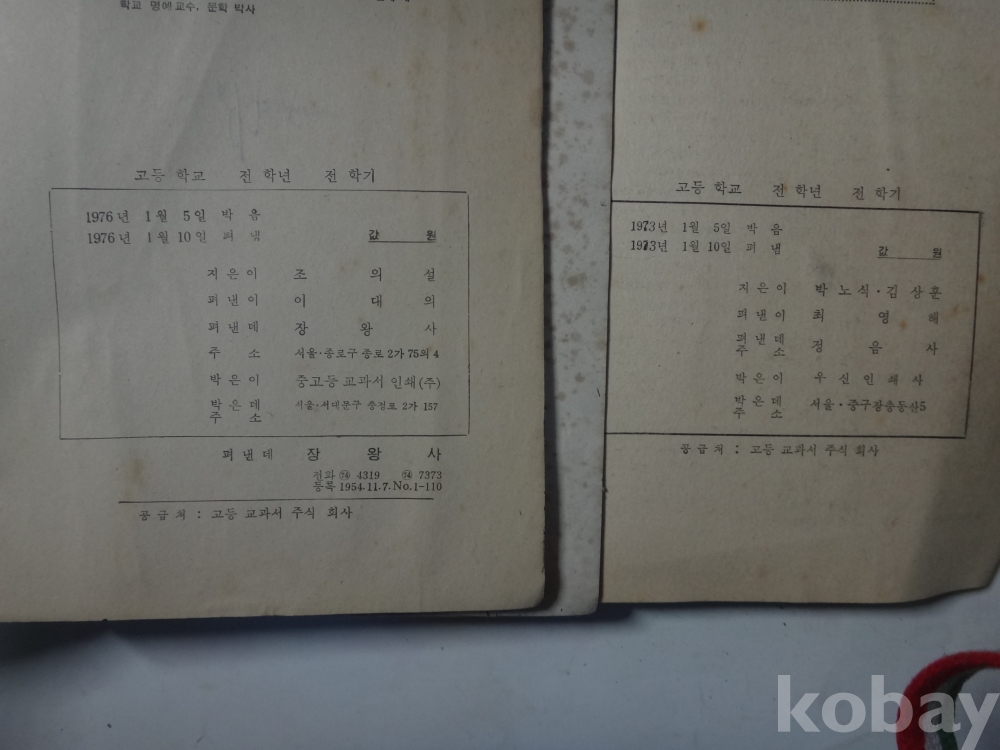 학교 명예교수. 문학 박사
고등 학교 전 학년 전 학기
1976년 1월 5일 박음
1976년 1월 10일 펴냄
값 원
지은이 조의설
펴낸이 이대의
펴낸데 장왕사
주소 서울·종로구 종로 2가 75의 4
박은이 중고등 교과서 인쇄(주)
박은데 주소 서울·서대문구 충정로 2가 157
펴낸데 장왕사
전화 74 4319 74 7373
등록 1954.11.7. No.1-110
공급처 : 고등 교과서 주식 회사
고등 학교 전 학년 전 학기
1973년 1월 5일 박음
1973년 1월 10일 펴냄
값 원
지은이 박노식·김상훈
펴낸이 최영해
펴낸데 주소 정음사
박은이 우신인쇄사
박은데 주소 서울·중구장충동산5
공급처 : 고등 교과서 주식 회사
kobay